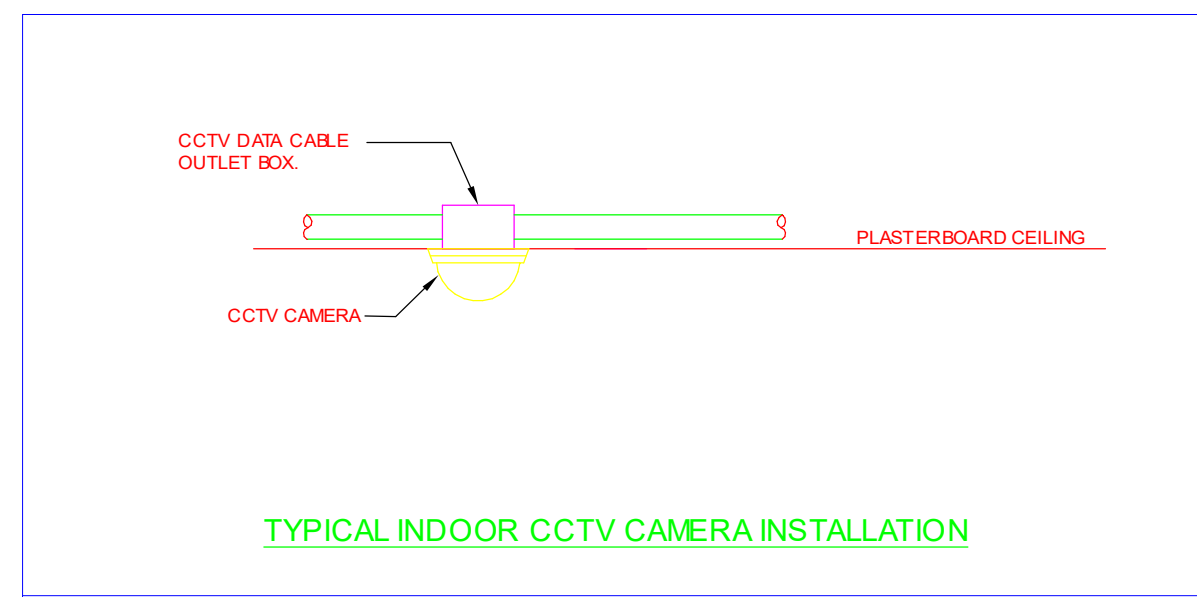 CCTV DATA CABLE
OUTLET BOX.
PLASTERBOARD CEILING
CCTV CAMERA
TYPICAL INDOOR CCTV CAMERA INSTALLATION